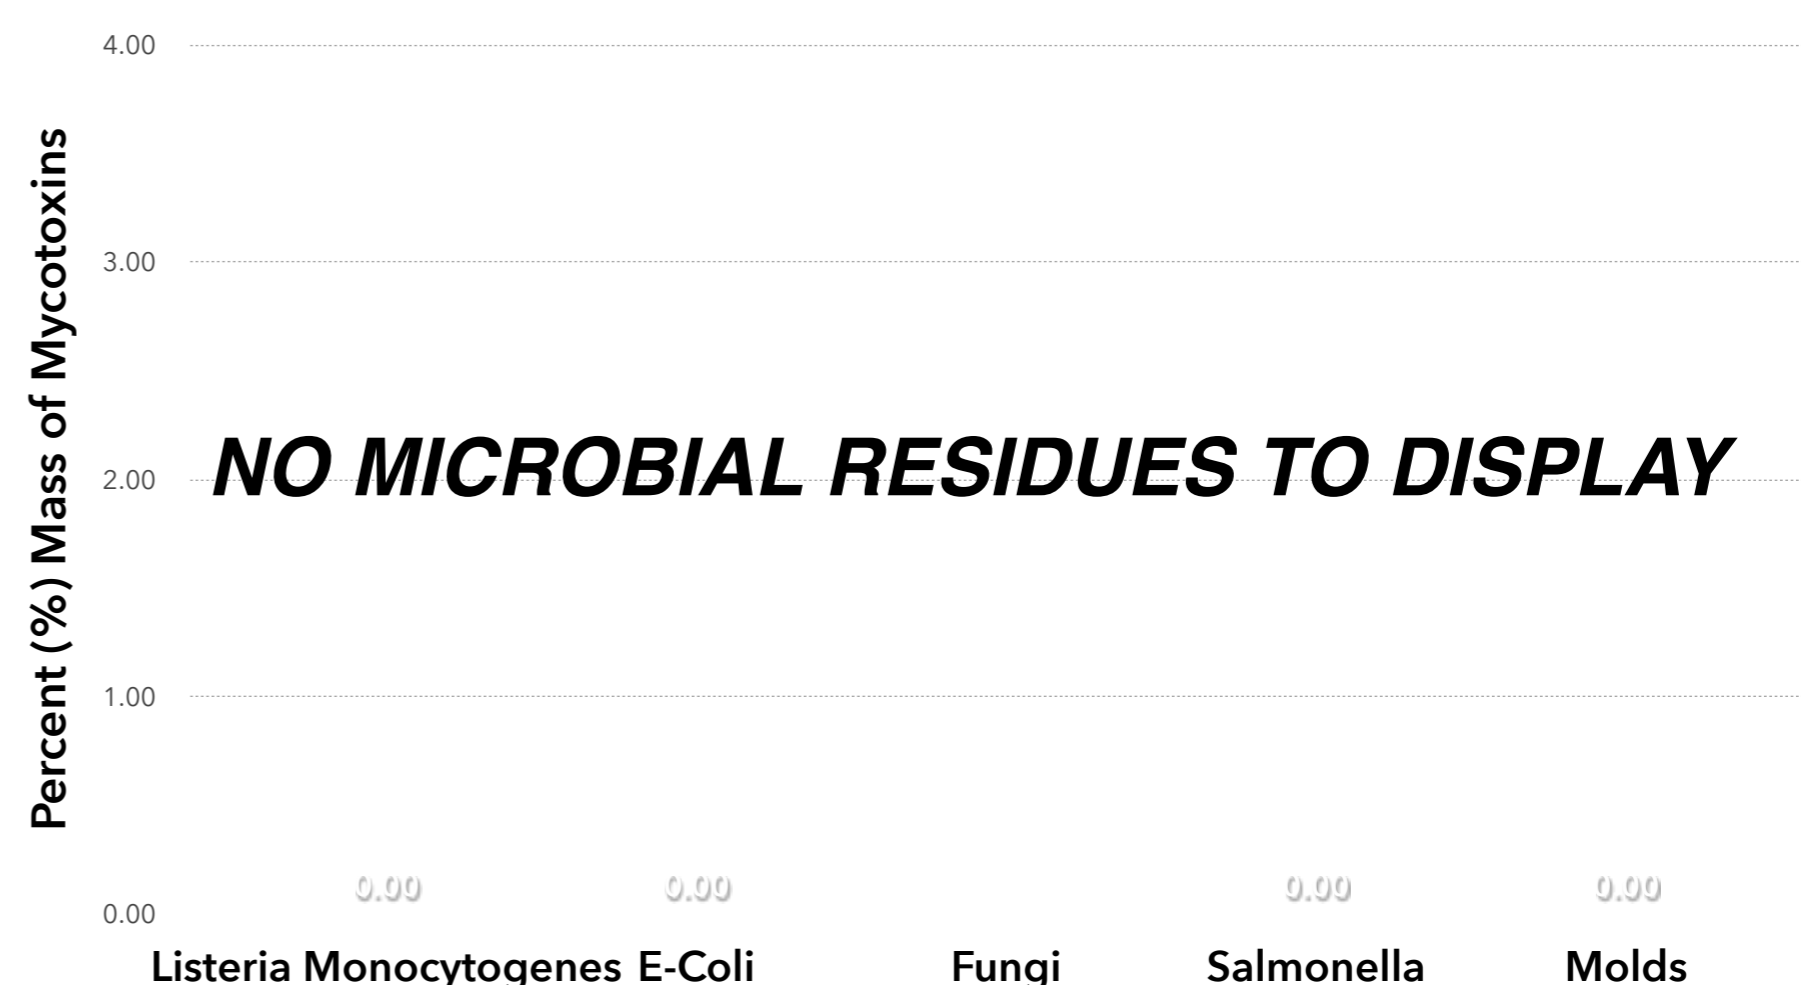 Percent (%) Mass of Mycotoxins
4.00
3.00
2.00
1.00
0.00
NO MICROBIAL RESIDUES TO DISPLAY
0.00 0.00 0.00 0.00
Listeria Monocytogenes E-Coli Fungi Salmonella Molds